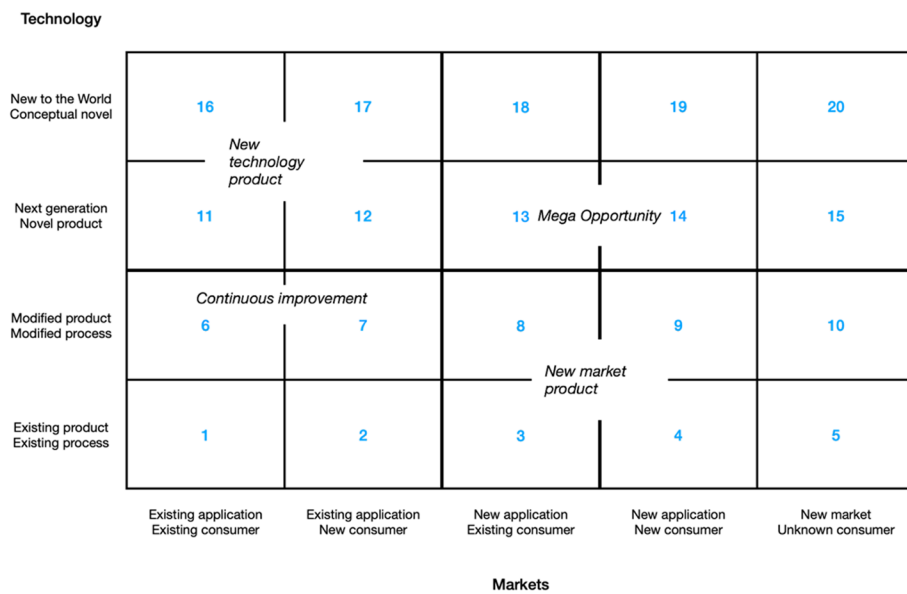 Technology
New to the World
Conceptual novel
16
17
18
19
20
New
technology
product
Next generation
Novel product
11
12
13
Mega Opportunity
14
15
Continuous improvement
Modified product
Modified process
6
7
8
9
10
New market
product
Existing product
Existing process
1
2
3
4
5
Existing application
Existing consumer
Existing application
New consumer
New application
Existing consumer
New application
New consumer
New market
Unknown consumer
Markets